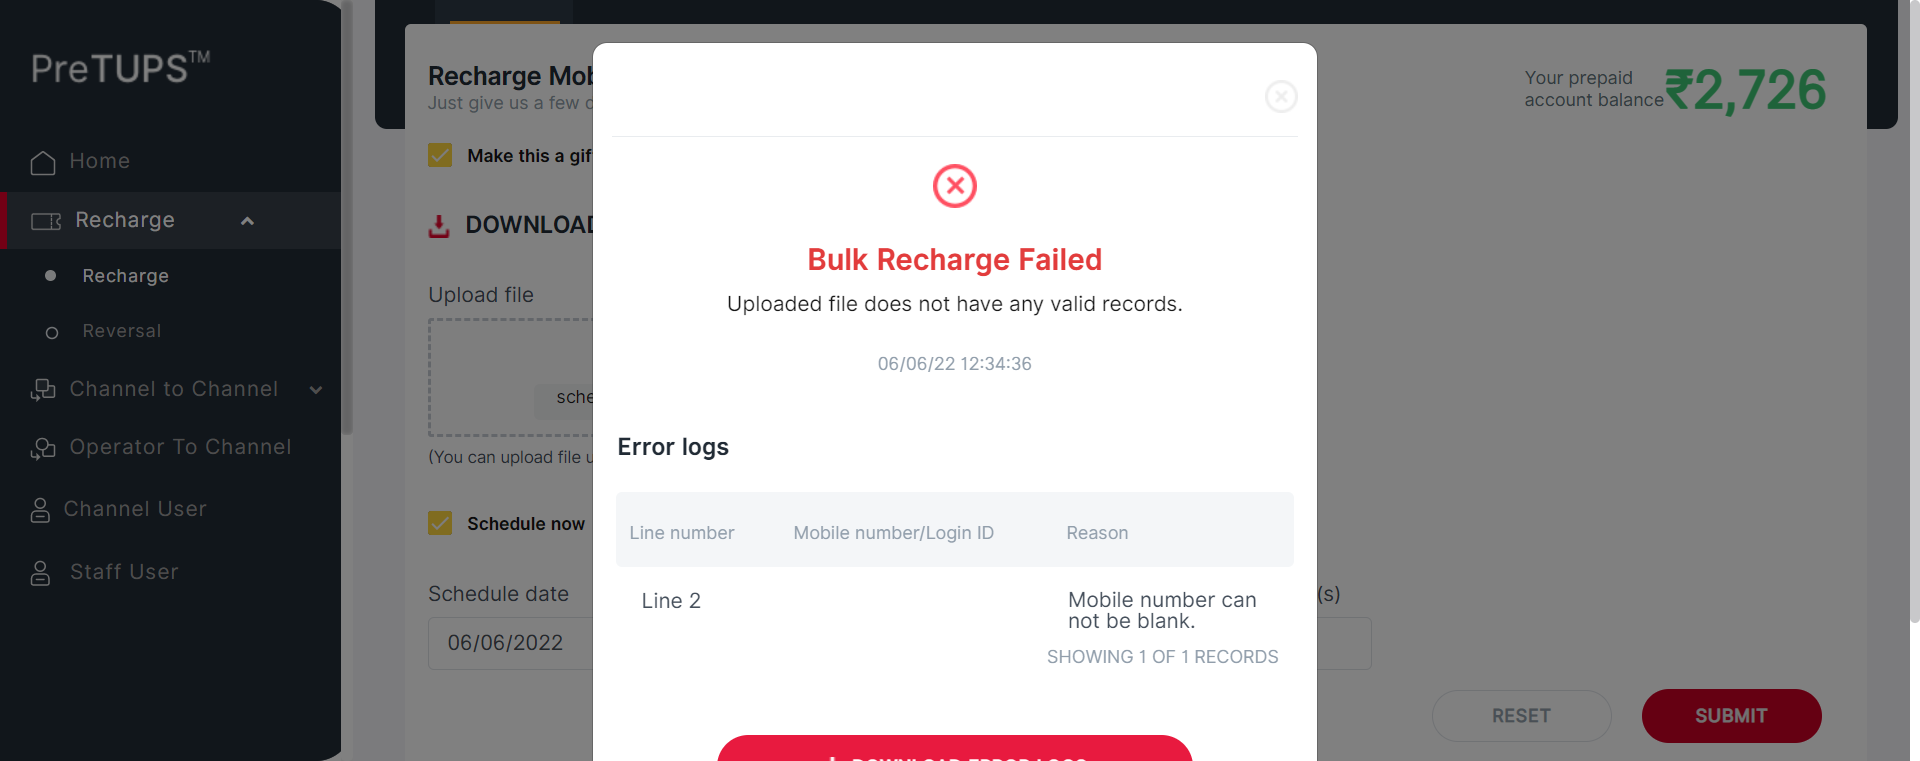 PreTUPS™
Home
Recharge
Recharge
Reversal
Channel to Channel
Operator To Channel
Channel User
Staff User
Recharge Mob
Just give us a few d
Your prepaid
account balance
₹2,726
Make this a gift
DOWNLOAD
Upload file
sche
(You can upload file u
Schedule now
Schedule date
(s)
06/06/2022
RESET
SUBMIT
Bulk Recharge Failed
Uploaded file does not have any valid records.
06/06/22 12:34:36
Error logs
Line number Mobile number/Login ID Reason
Line 2 Mobile number can
not be blank.
SHOWING 1 OF 1 RECORDS
DOWNLOAD ERROR LOGS